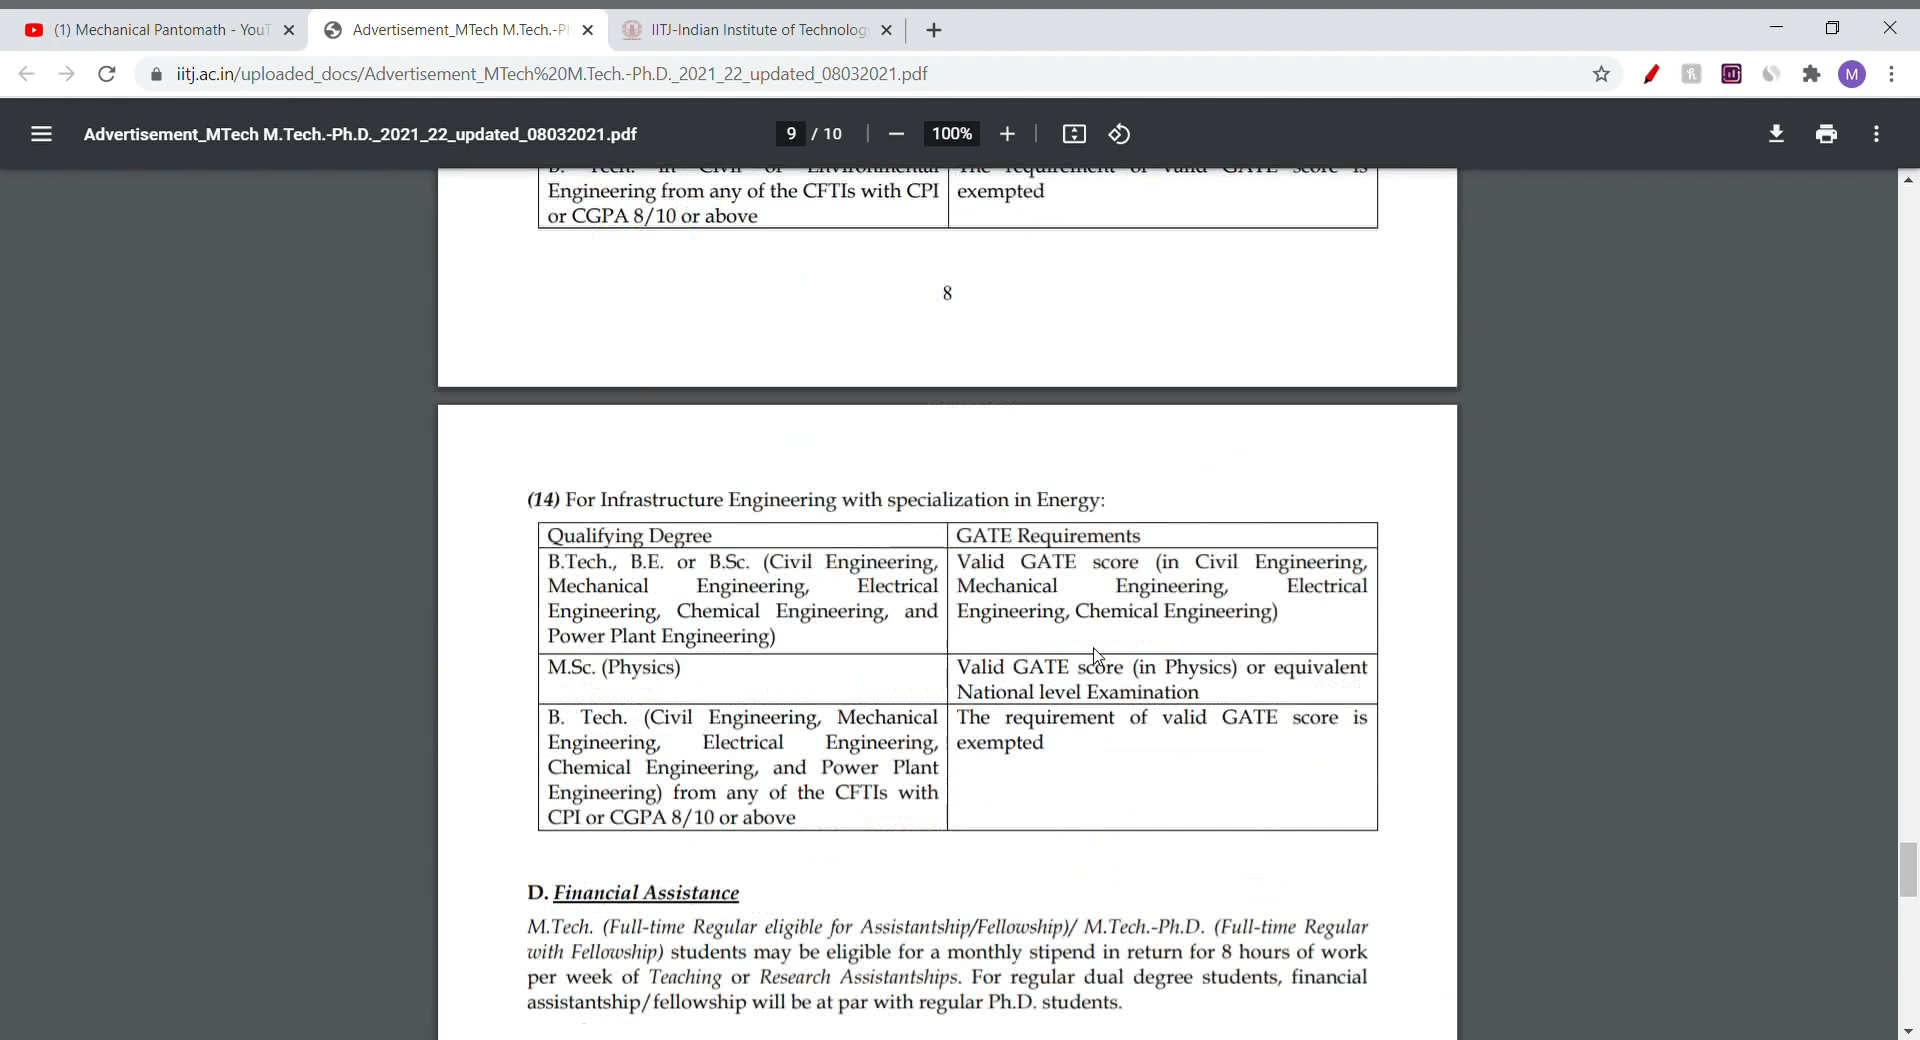 (1) Mechanical Pantomath - YouT
Advertisement_MTech M.Tech.-Ph
IITJ-Indian Institute of Technology
iitj.ac.in/uploaded_docs/Advertisement_MTech%20M.Tech.-Ph.D._2021_22_updated_08032021.pdf
M
Advertisement_MTech M.Tech.-Ph.D._2021_22_updated_08032021.pdf
9 / 10
100%
B. Tech. in Civil or Environmental
Engineering from any of the CFTIs with CPI
or CGPA 8/10 or above
The requirement of valid GATE score is
exempted
8
(14) For Infrastructure Engineering with specialization in Energy:
Qualifying Degree
GATE Requirements
B.Tech., B.E. or B.Sc. (Civil Engineering,
Mechanical Engineering, Electrical
Engineering, Chemical Engineering, and
Power Plant Engineering)
Valid GATE score (in Civil Engineering,
Mechanical Engineering, Electrical
Engineering, Chemical Engineering)
M.Sc. (Physics)
Valid GATE score (in Physics) or equivalent
National level Examination
B. Tech. (Civil Engineering, Mechanical
Engineering, Electrical Engineering,
Chemical Engineering, and Power Plant
Engineering) from any of the CFTIs with
CPI or CGPA 8/10 or above
The requirement of valid GATE score is
exempted
D. Financial Assistance
M.Tech. (Full-time Regular eligible for Assistantship/Fellowship)/ M.Tech.-Ph.D. (Full-time Regular
with Fellowship) students may be eligible for a monthly stipend in return for 8 hours of work
per week of Teaching or Research Assistantships. For regular dual degree students, financial
assistantship/fellowship will be at par with regular Ph.D. students.